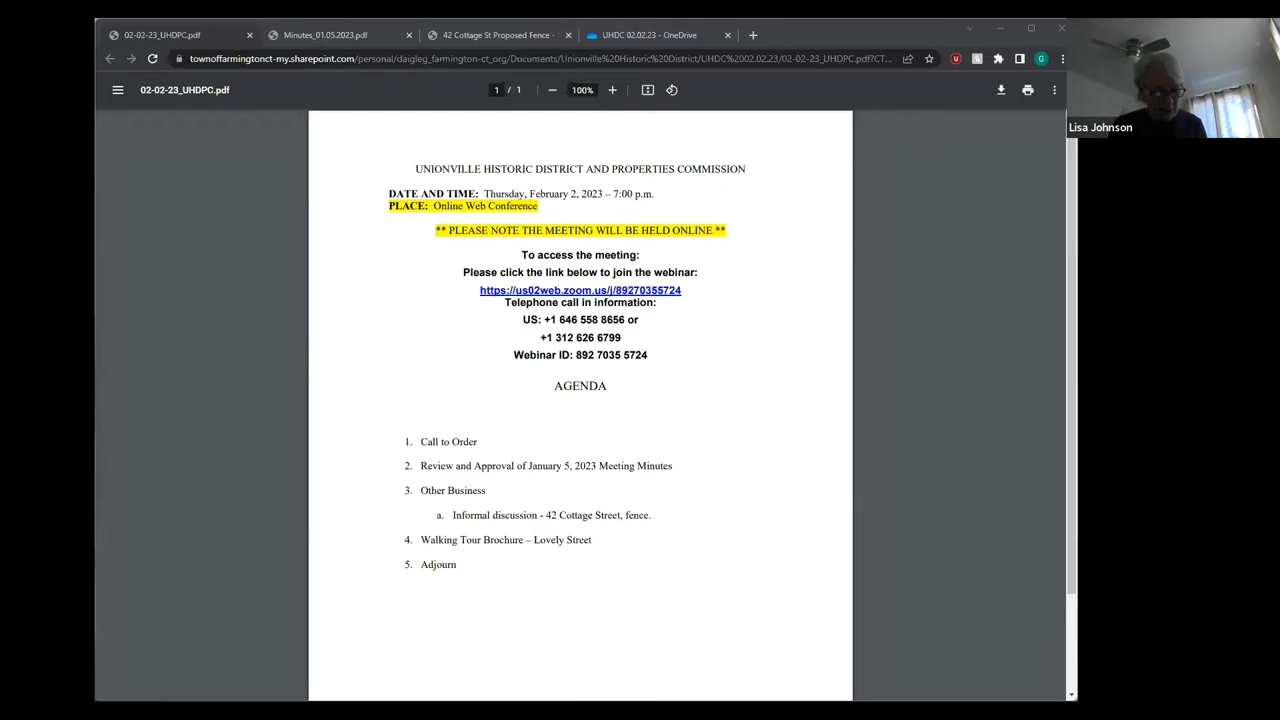 02-02-23_UHDPC.pdf
Minutes_01.05.2023.pdf
42 Cottage St Proposed Fence -
UHDC 02.02.23 - OneDrive
townoffarmingtonct-my.sharepoint.com/personal/daigleg_farmington-ct_org/Documents/Unionville%20Historic%20District/UHDC%2002.02.23/02-02-23_UHDPC.pdf?CT...
G
02-02-23_UHDPC.pdf
1 / 1
100%
Lisa Johnson
UNIONVILLE HISTORIC DISTRICT AND PROPERTIES COMMISSION
DATE AND TIME: Thursday, February 2, 2023 – 7:00 p.m.
PLACE: Online Web Conference
** PLEASE NOTE THE MEETING WILL BE HELD ONLINE **
To access the meeting:
Please click the link below to join the webinar:
https://us02web.zoom.us/j/89270355724
Telephone call in information:
US: +1 646 558 8656 or
+1 312 626 6799
Webinar ID: 892 7035 5724
AGENDA
1. Call to Order
2. Review and Approval of January 5, 2023 Meeting Minutes
3. Other Business
a. Informal discussion - 42 Cottage Street, fence.
4. Walking Tour Brochure – Lovely Street
5. Adjourn